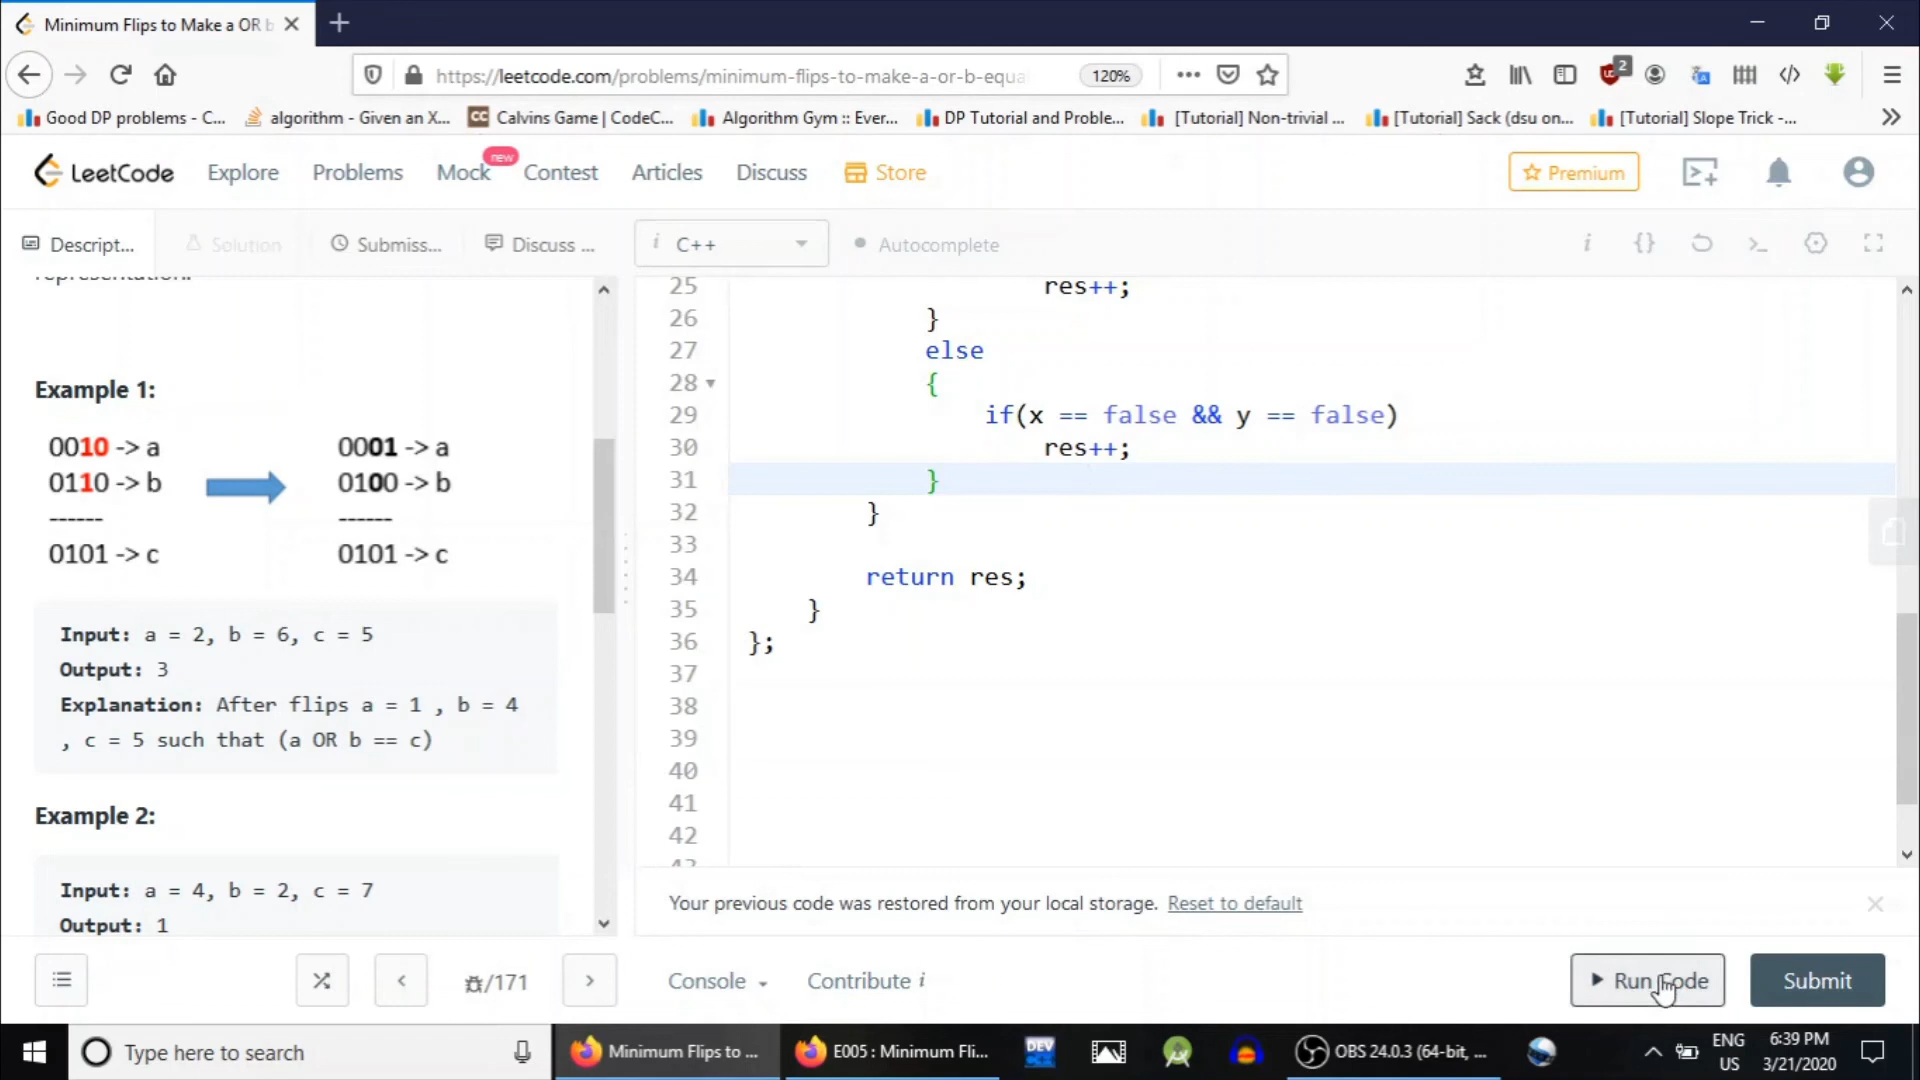 Minimum Flips to Make a OR b
https://leetcode.com/problems/minimum-flips-to-make-a-or-b-equa
120%
2
Good DP problems - C...
algorithm - Given an X...
CC Calvins Game | CodeC...
Algorithm Gym :: Ever...
DP Tutorial and Proble...
[Tutorial] Non-trivial ...
[Tutorial] Sack (dsu on...
[Tutorial] Slope Trick -...
LeetCode
Explore
Problems
Mock
new
Contest
Articles
Discuss
Store
Premium
Descript...
Solution
Submiss...
Discuss ...
i C++
Autocomplete
representation.
Example 1:
0010 -> a
0110 -> b
------
0101 -> c
0001 -> a
0100 -> b
------
0101 -> c
Input: a = 2, b = 6, c = 5
Output: 3
Explanation: After flips a = 1 , b = 4
, c = 5 such that (a OR b == c)
Example 2:
Input: a = 4, b = 2, c = 7
Output: 1
25 res++;
26 }
27 else
28 {
29 if(x == false && y == false)
30 res++;
31 }
32 }
33
34 return res;
35 }
36 };
37
38
39
40
41
42
43
Your previous code was restored from your local storage. Reset to default
/171
Console
Contribute i
Run Code
Submit
Type here to search
Minimum Flips to ...
E005 : Minimum Fli...
DEV
OBS 24.0.3 (64-bit, ...
ENG
US
6:39 PM
3/21/2020